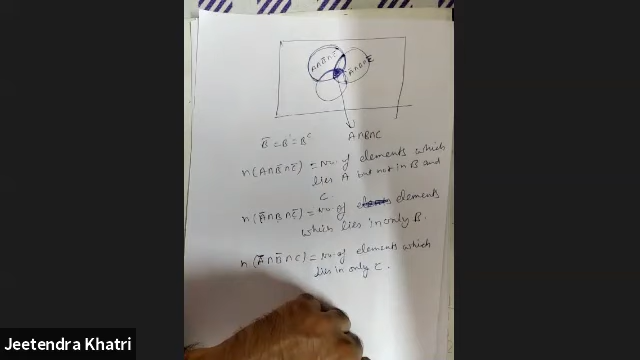 A∩B̄∩C̄
Ā∩B∩C̄
A∩B∩C
B̄ = B' = Bᶜ
n(A∩B̄∩C̄) = No. of elements which
lies A but not in B and
C
n(Ā∩B∩C̄) = No. of elements
which lies in only B.
n(Ā∩B̄∩C) = No. of elements which
lies in only C.
Jeetendra Khatri